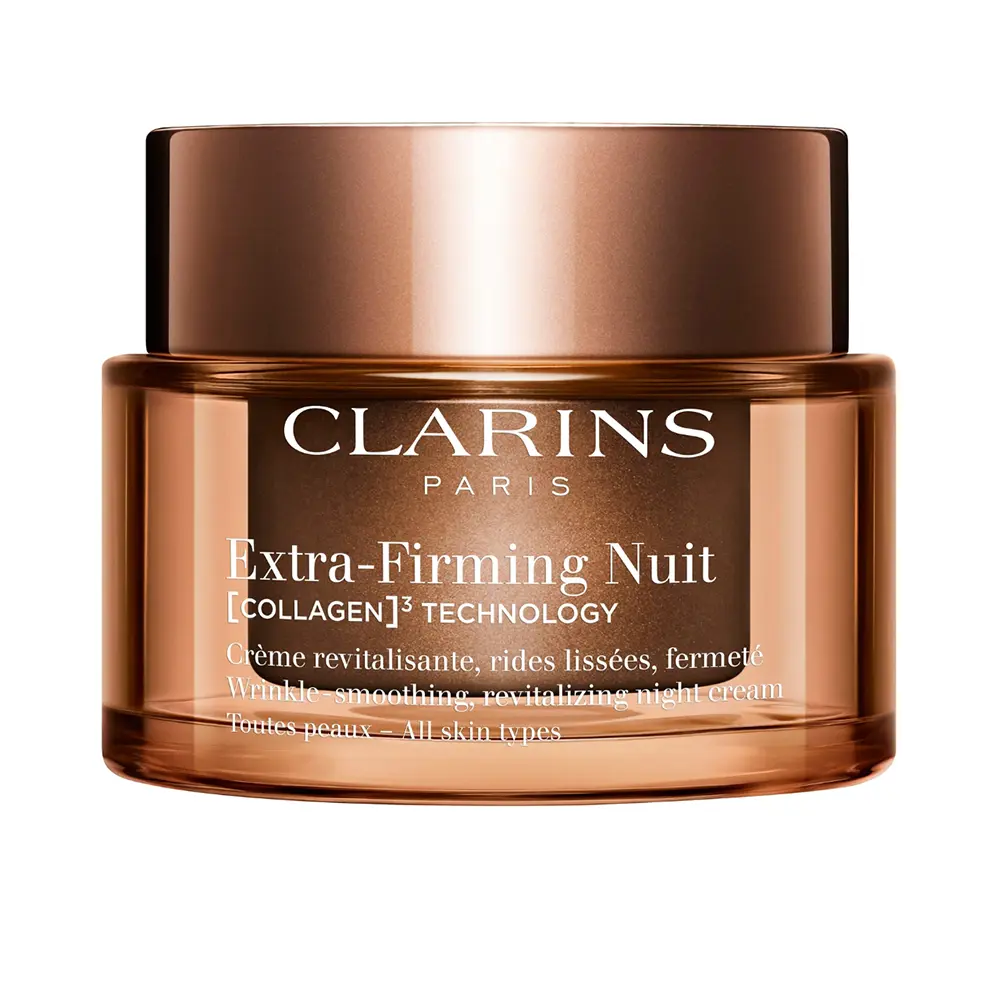 CLARINS
PARIS
Extra-Firming Nuit
[COLLAGEN]³ TECHNOLOGY
Crème revitalisante, rides lissées, fermeté
Wrinkle-smoothing, revitalizing night cream
Toutes peaux – All skin types